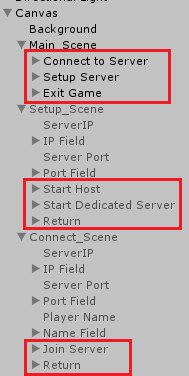 Canvas
Background
Main_Scene
Connect to Server
Setup Server
Exit Game
Setup_Scene
ServerIP
IP Field
Server Port
Port Field
Start Host
Start Dedicated Server
Return
Connect_Scene
ServerIP
IP Field
Server Port
Port Field
Player Name
Name Field
Join Server
Return